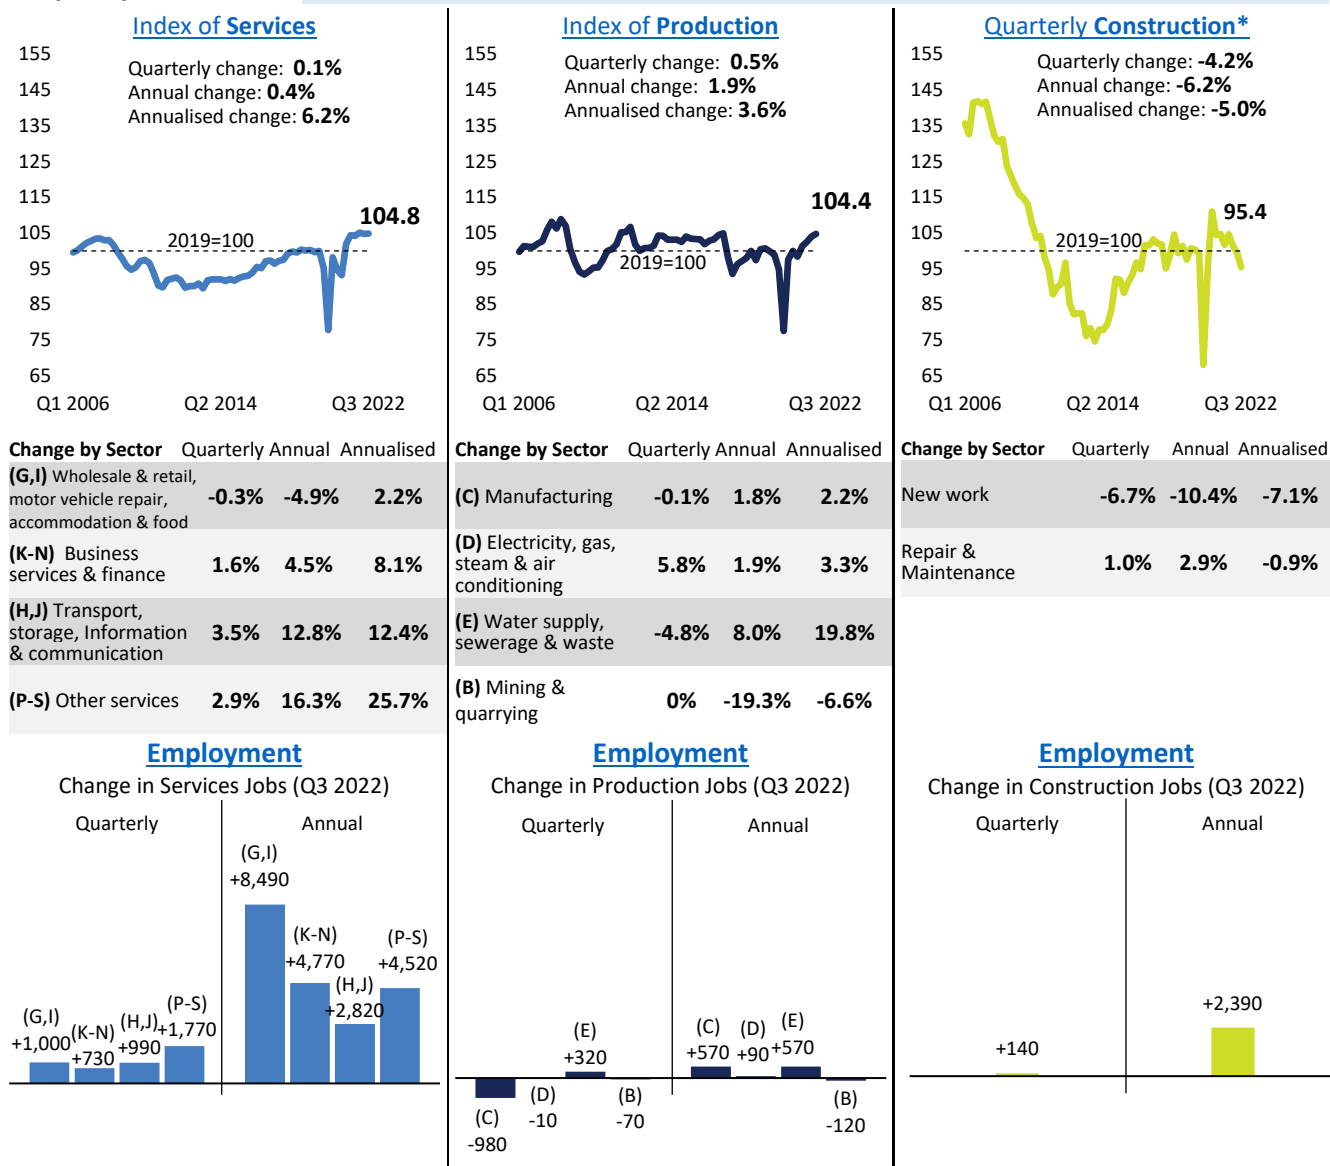 Index of Services
Quarterly change: 0.1%
Annual change: 0.4%
Annualised change: 6.2%
155
145
135
125
115
105
95
85
75
65
104.8
2019=100
Q1 2006 Q2 2014 Q3 2022
Change by Sector Quarterly Annual Annualised
(G,I) Wholesale & retail,
motor vehicle repair,
accommodation & food
-0.3% -4.9% 2.2%
(K-N) Business
services & finance
1.6% 4.5% 8.1%
(H,J) Transport,
storage, Information
& communication
3.5% 12.8% 12.4%
(P-S) Other services 2.9% 16.3% 25.7%
Employment
Change in Services Jobs (Q3 2022)
Quarterly Annual
(G,I)
+1,000
(K-N)
+730
(H,J)
+990
(P-S)
+1,770
(G,I)
+8,490
(K-N)
+4,770
(H,J)
+2,820
(P-S)
+4,520
Index of Production
Quarterly change: 0.5%
Annual change: 1.9%
Annualised change: 3.6%
155
145
135
125
115
105
95
85
75
65
104.4
2019=100
Q1 2006 Q2 2014 Q3 2022
Change by Sector Quarterly Annual Annualised
(C) Manufacturing -0.1% 1.8% 2.2%
(D) Electricity, gas,
steam & air
conditioning
5.8% 1.9% 3.3%
(E) Water supply,
sewerage & waste
-4.8% 8.0% 19.8%
(B) Mining &
quarrying
0% -19.3% -6.6%
Employment
Change in Production Jobs (Q3 2022)
Quarterly Annual
(C)
-980
(D)
-10
(E)
+320
(B)
-70
(C)
+570
(D)
+90
(E)
+570
(B)
-120
Quarterly Construction*
Quarterly change: -4.2%
Annual change: -6.2%
Annualised change: -5.0%
155
145
135
125
115
105
95
85
75
65
95.4
2019=100
Q1 2006 Q2 2014 Q3 2022
Change by Sector Quarterly Annual Annualised
New work -6.7% -10.4% -7.1%
Repair &
Maintenance
1.0% 2.9% -0.9%
Employment
Change in Construction Jobs (Q3 2022)
Quarterly Annual
+140
+2,390